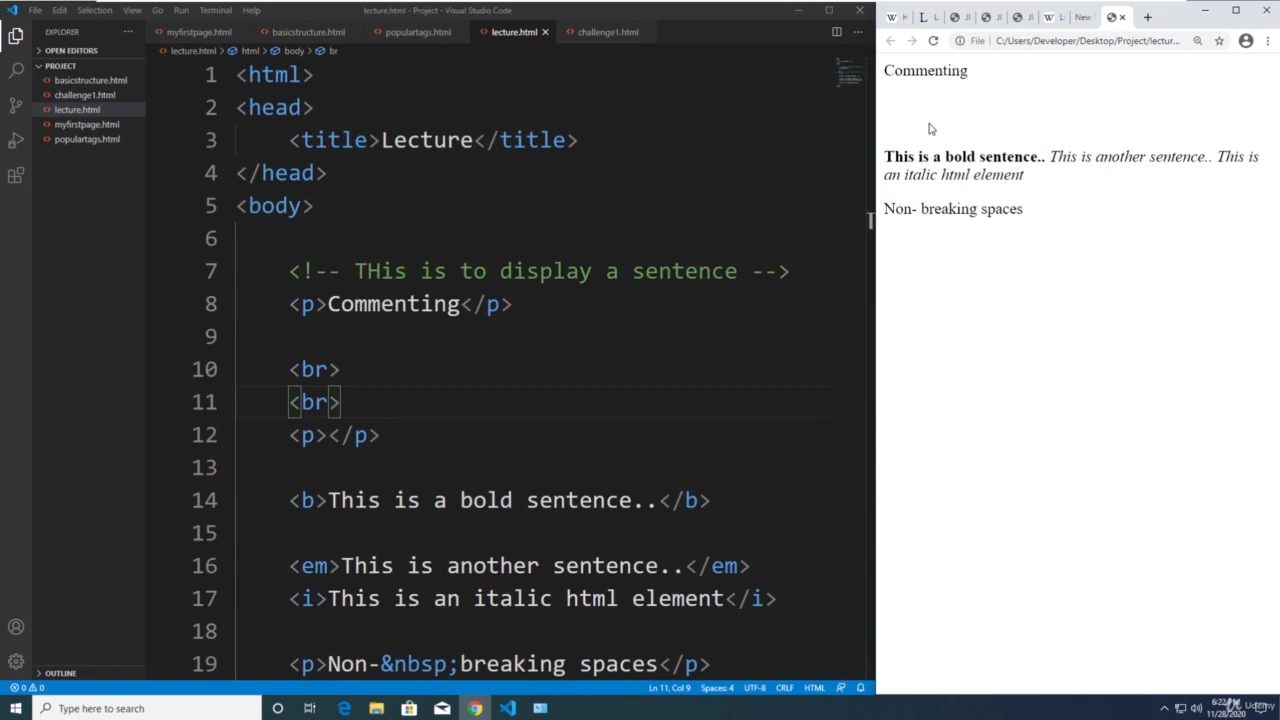 File Edit Selection View Go Run Terminal Help
lecture.html - Project - Visual Studio Code
EXPLORER
OPEN EDITORS
PROJECT
basicstructure.html
challenge1.html
lecture.html
myfirstpage.html
populartags.html
OUTLINE
myfirstpage.html basicstructure.html populartags.html lecture.html challenge1.html
lecture.html > html > body > br
1 <html>
2 <head>
3 <title>Lecture</title>
4 </head>
5 <body>
6
7 <!-- THis is to display a sentence -->
8 <p>Commenting</p>
9
10 <br>
11 <br>
12 <p></p>
13
14 <b>This is a bold sentence..</b>
15
16 <em>This is another sentence..</em>
17 <i>This is an italic html element</i>
18
19 <p>Non-&nbsp;breaking spaces</p>
0 0
Ln 11, Col 9 Spaces: 4 UTF-8 CRLF HTML
New
File C:/Users/Developer/Desktop/Project/lectur...
Commenting
This is a bold sentence.. This is another sentence.. This is
an italic html element
Non- breaking spaces
Type here to search
11/28/2020
Udemy